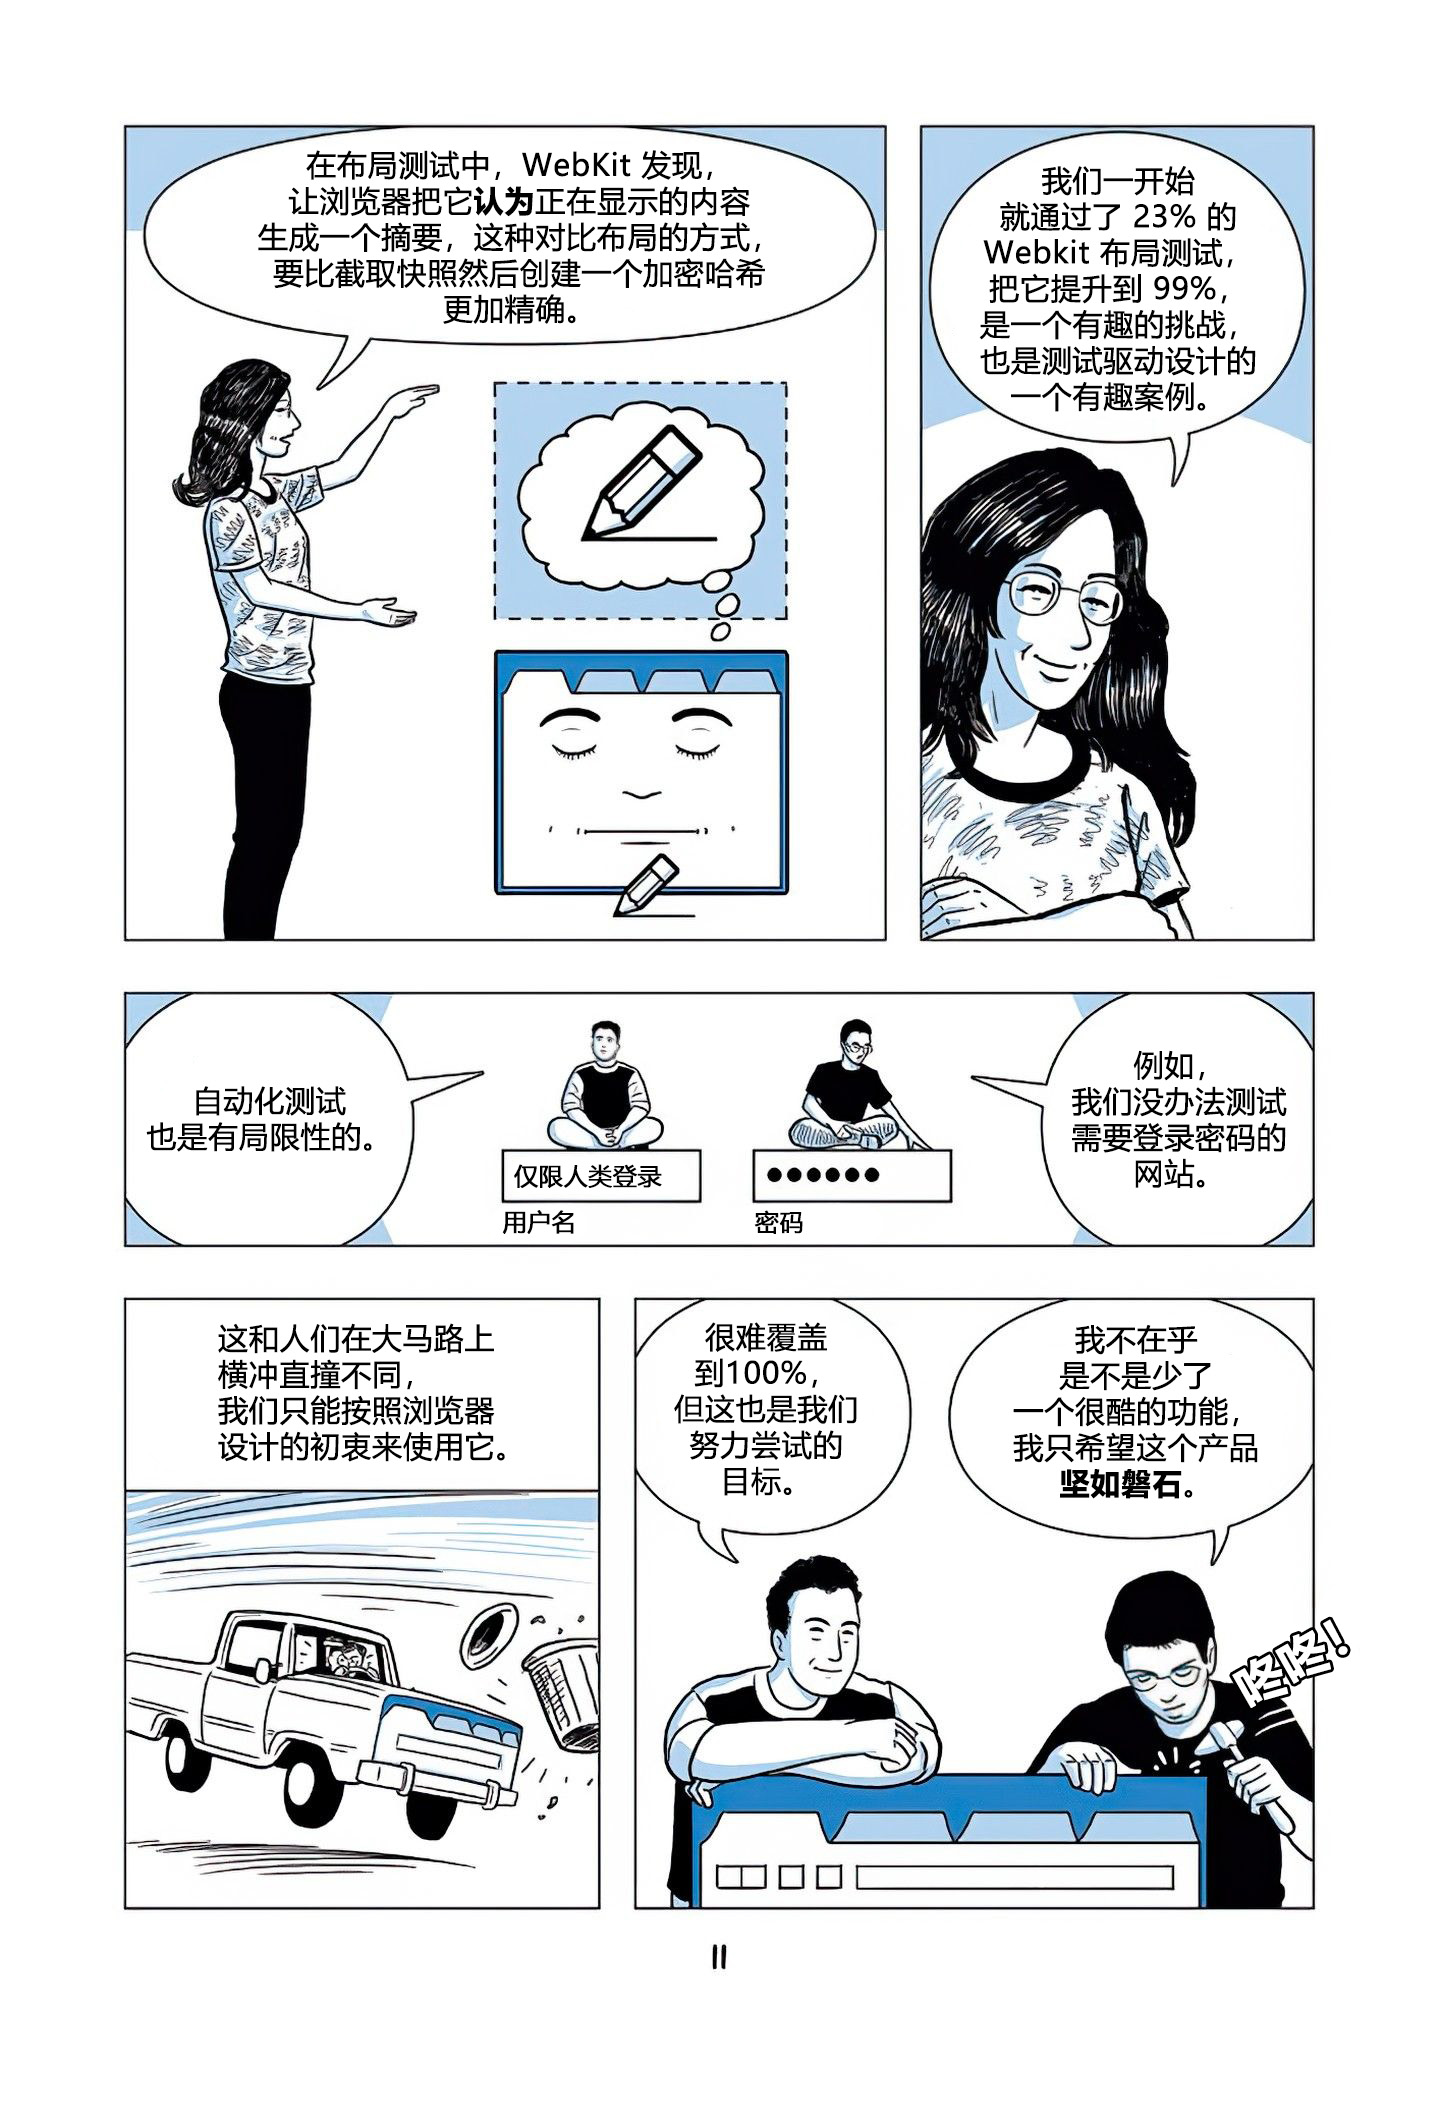 在布局测试中，WebKit 发现，
让浏览器把它认为正在显示的内容
生成一个摘要，这种对比布局的方式，
要比截取快照然后创建一个加密哈希
更加精确。
我们一开始
就通过了 23% 的
Webkit 布局测试，
把它提升到 99%，
是一个有趣的挑战，
也是测试驱动设计的
一个有趣案例。
自动化测试
也是有局限性的。
仅限人类登录
用户名
●●●●●●
密码
例如，
我们没办法测试
需要登录密码的
网站。
这和人们在大马路上
横冲直撞不同，
我们只能按照浏览器
设计的初衷来使用它。
很难覆盖
到100%，
但这也是我们
努力尝试的
目标。
我不在乎
是不是少了
一个很酷的功能，
我只希望这个产品
坚如磐石。
咚咚！
11